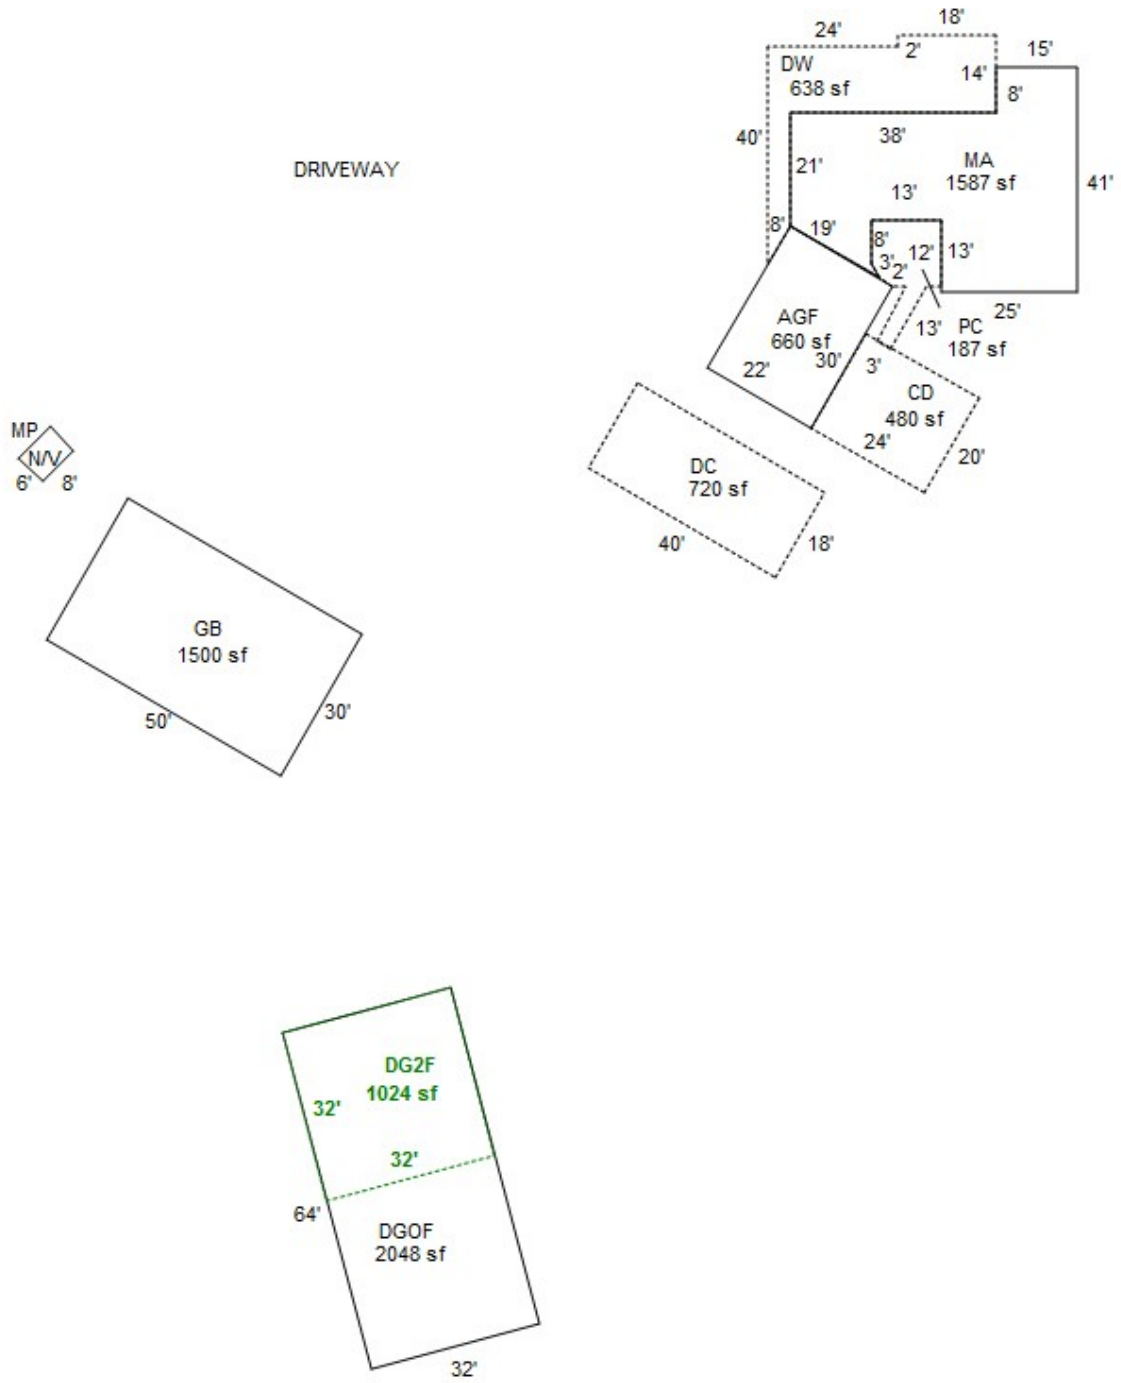 18'
24'
2'
15'
DW
638 sf
14'
8'
40'
38'
DRIVEWAY
21'
MA
1587 sf
41'
13'
8'
19'
8'
12'
13'
3'
2'
25'
AGF
660 sf
13'
PC
187 sf
30'
3'
22'
CD
480 sf
24'
20'
MP
N/V
6'
8'
DC
720 sf
40'
18'
GB
1500 sf
50'
30'
DG2F
1024 sf
32'
32'
64'
DGOF
2048 sf
32'